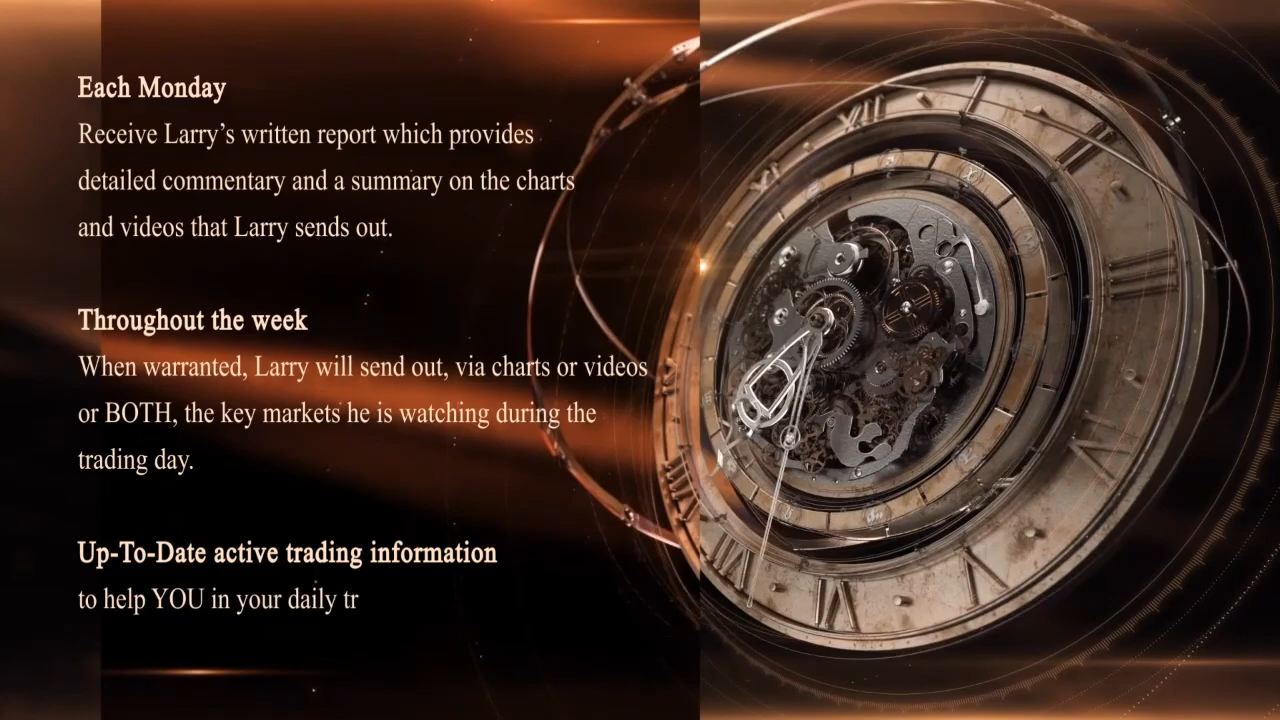 Each Monday
Receive Larry’s written report which provides
detailed commentary and a summary on the charts
and videos that Larry sends out.
Throughout the week
When warranted, Larry will send out, via charts or videos
or BOTH, the key markets he is watching during the
trading day.
Up-To-Date active trading information
to help YOU in your daily tr